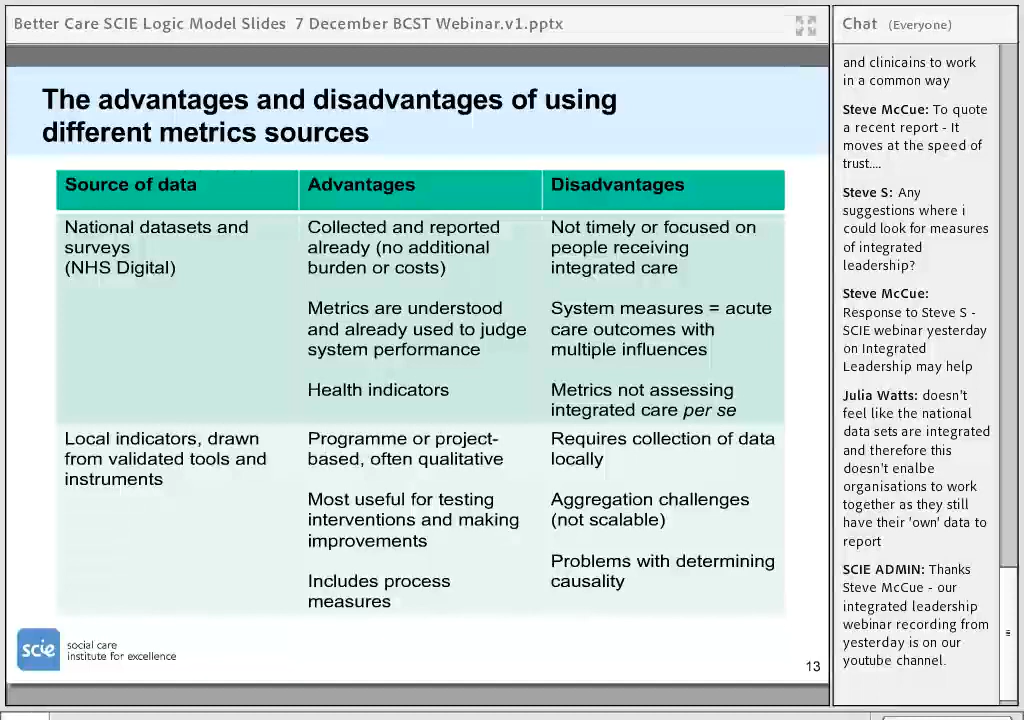 Better Care SCIE Logic Model Slides 7 December BCST Webinar.v1.pptx
The advantages and disadvantages of using
different metrics sources
Source of data
Advantages
Disadvantages
National datasets and
surveys
(NHS Digital)
Collected and reported
already (no additional
burden or costs)
Metrics are understood
and already used to judge
system performance
Health indicators
Not timely or focused on
people receiving
integrated care
System measures = acute
care outcomes with
multiple influences
Metrics not assessing
integrated care per se
Local indicators, drawn
from validated tools and
instruments
Programme or project-
based, often qualitative
Most useful for testing
interventions and making
improvements
Includes process
measures
Requires collection of data
locally
Aggregation challenges
(not scalable)
Problems with determining
causality
scie
social care
institute for excellence
13
Chat (Everyone)
and clinicains to work
in a common way
Steve McCue: To quote
a recent report - It
moves at the speed of
trust....
Steve S: Any
suggestions where i
could look for measures
of integrated
leadership?
Steve McCue:
Response to Steve S -
SCIE webinar yesterday
on Integrated
Leadership may help
Julia Watts: doesn't
feel like the national
data sets are integrated
and therefore this
doesn't enalbe
organisations to work
together as they still
have their 'own' data to
report
SCIE ADMIN: Thanks
Steve McCue - our
integrated leadership
webinar recording from
yesterday is on our
youtube channel.